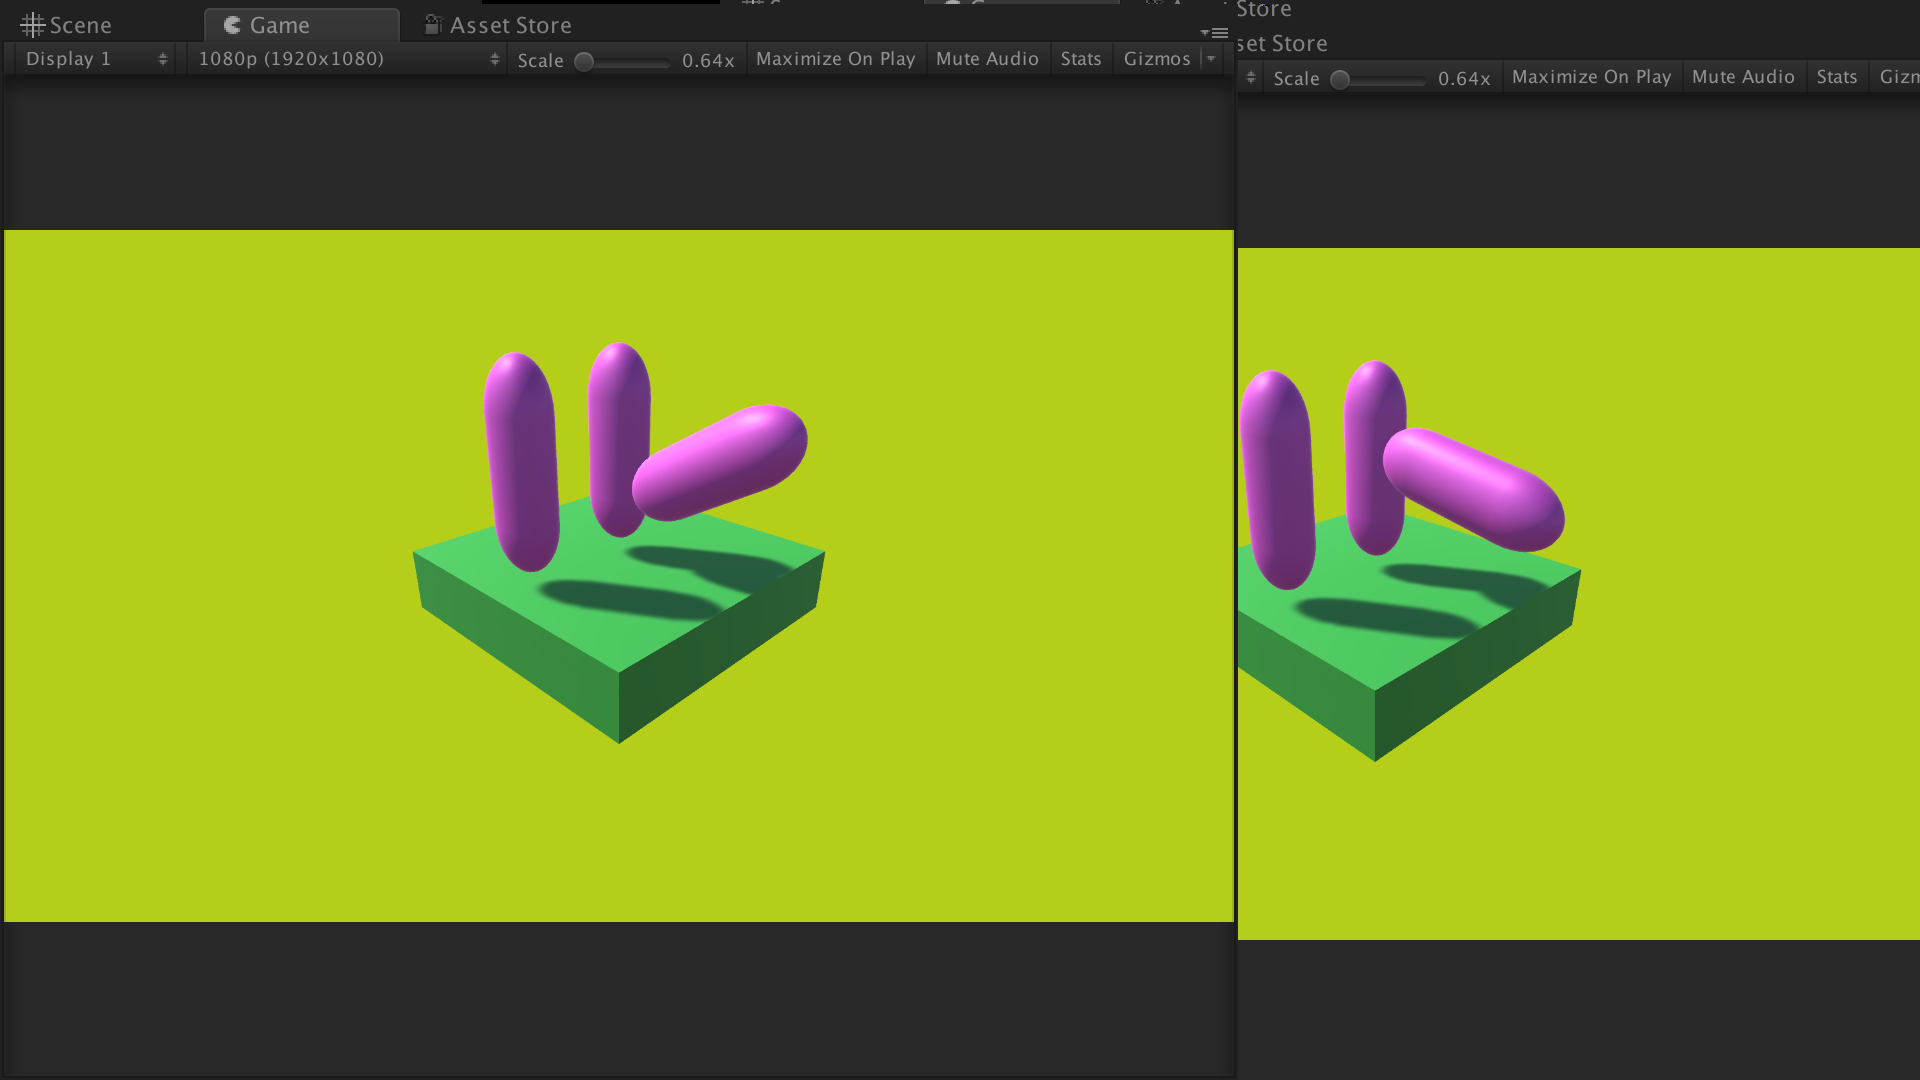 Scene Game Asset Store
Display 1 1080p (1920x1080) Scale 0.64x Maximize On Play Mute Audio Stats Gizmos
Store
set Store
Scale 0.64x Maximize On Play Mute Audio Stats Gizm